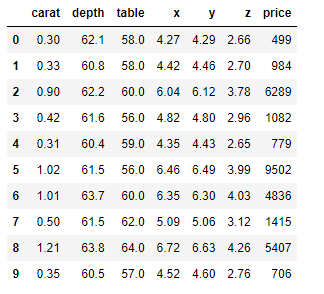 carat depth table x y z price
0 0.30 62.1 58.0 4.27 4.29 2.66 499
1 0.33 60.8 58.0 4.42 4.46 2.70 984
2 0.90 62.2 60.0 6.04 6.12 3.78 6289
3 0.42 61.6 56.0 4.82 4.80 2.96 1082
4 0.31 60.4 59.0 4.35 4.43 2.65 779
5 1.02 61.5 56.0 6.46 6.49 3.99 9502
6 1.01 63.7 60.0 6.35 6.30 4.03 4836
7 0.50 61.5 62.0 5.09 5.06 3.12 1415
8 1.21 63.8 64.0 6.72 6.63 4.26 5407
9 0.35 60.5 57.0 4.52 4.60 2.76 706